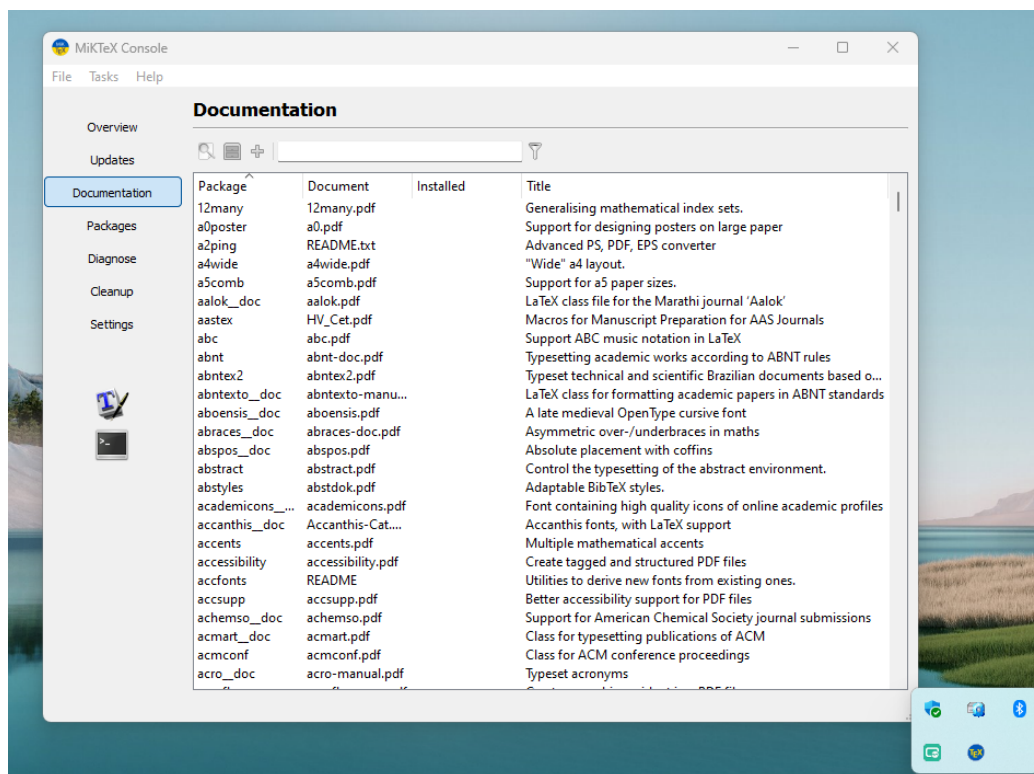 MiKTeX Console
File Tasks Help
Documentation
Overview
Updates
Documentation
Packages
Diagnose
Cleanup
Settings
Package Document Installed Title
12many 12many.pdf Generalising mathematical index sets.
a0poster a0.pdf Support for designing posters on large paper
a2ping README.txt Advanced PS, PDF, EPS converter
a4wide a4wide.pdf "Wide" a4 layout.
a5comb a5comb.pdf Support for a5 paper sizes.
aalok__doc aalok.pdf LaTeX class file for the Marathi journal ‘Aalok’
aastex HV_Cet.pdf Macros for Manuscript Preparation for AAS Journals
abc abc.pdf Support ABC music notation in LaTeX
abnt abnt-doc.pdf Typesetting academic works according to ABNT rules
abntex2 abntex2.pdf Typeset technical and scientific Brazilian documents based o...
abntexto__doc abntexto-manu... LaTeX class for formatting academic papers in ABNT standards
aboensis__doc aboensis.pdf A late medieval OpenType cursive font
abraces__doc abraces-doc.pdf Asymmetric over-/underbraces in maths
abspos__doc abspos.pdf Absolute placement with coffins
abstract abstract.pdf Control the typesetting of the abstract environment.
abstyles abstdok.pdf Adaptable BibTeX styles.
academicons__... academicons.pdf Font containing high quality icons of online academic profiles
accanthis__doc Accanthis-Cat.... Accanthis fonts, with LaTeX support
accents accents.pdf Multiple mathematical accents
accessibility accessibility.pdf Create tagged and structured PDF files
accfonts README Utilities to derive new fonts from existing ones.
accsupp accsupp.pdf Better accessibility support for PDF files
achemso__doc achemso.pdf Support for American Chemical Society journal submissions
acmart__doc acmart.pdf Class for typesetting publications of ACM
acmconf acmconf.pdf Class for ACM conference proceedings
acro__doc acro-manual.pdf Typeset acronyms